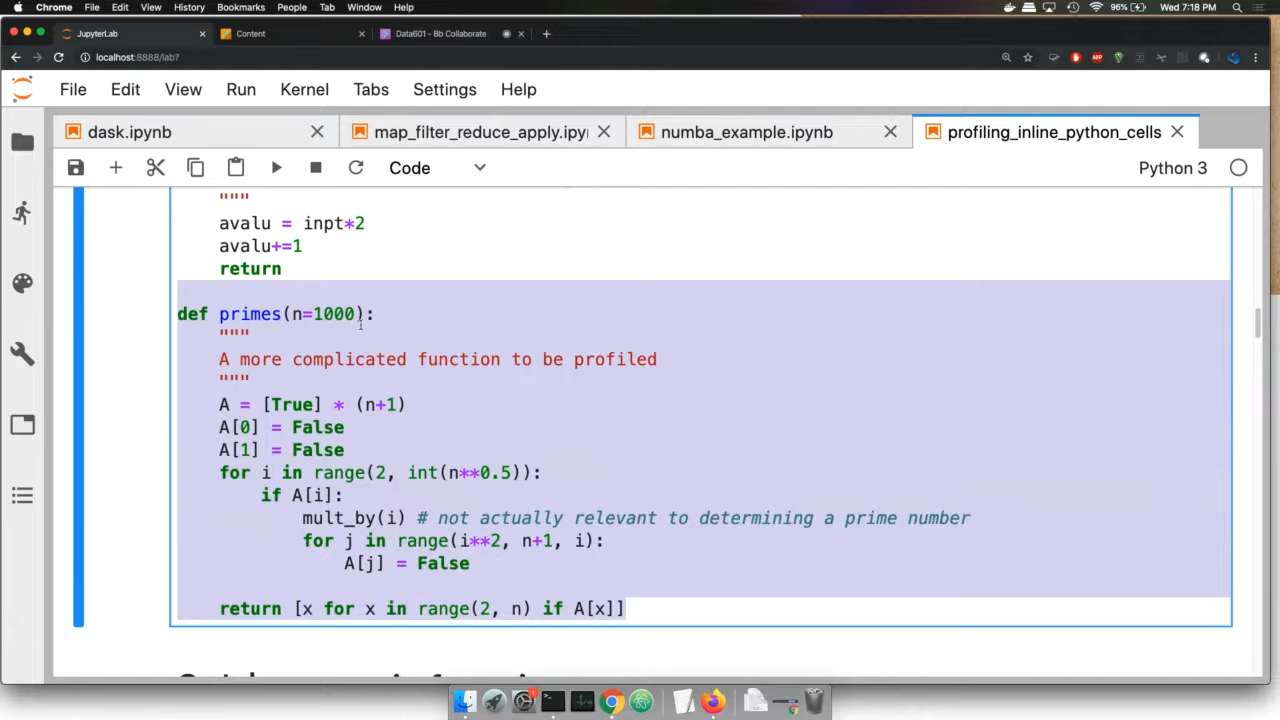 Chrome File Edit View History Bookmarks People Tab Window Help 96% Wed 7:18 PM
JupyterLab Content Data601 - Bb Collaborate
localhost:8888/lab?
File Edit View Run Kernel Tabs Settings Help
dask.ipynb map_filter_reduce_apply.ipyı numba_example.ipynb profiling_inline_python_cells
Code Python 3
"""
avalu = inpt*2
avalu+=1
return
def primes(n=1000):
"""
A more complicated function to be profiled
"""
A = [True] * (n+1)
A[0] = False
A[1] = False
for i in range(2, int(n**0.5)):
if A[i]:
mult_by(i) # not actually relevant to determining a prime number
for j in range(i**2, n+1, i):
A[j] = False
return [x for x in range(2, n) if A[x]]